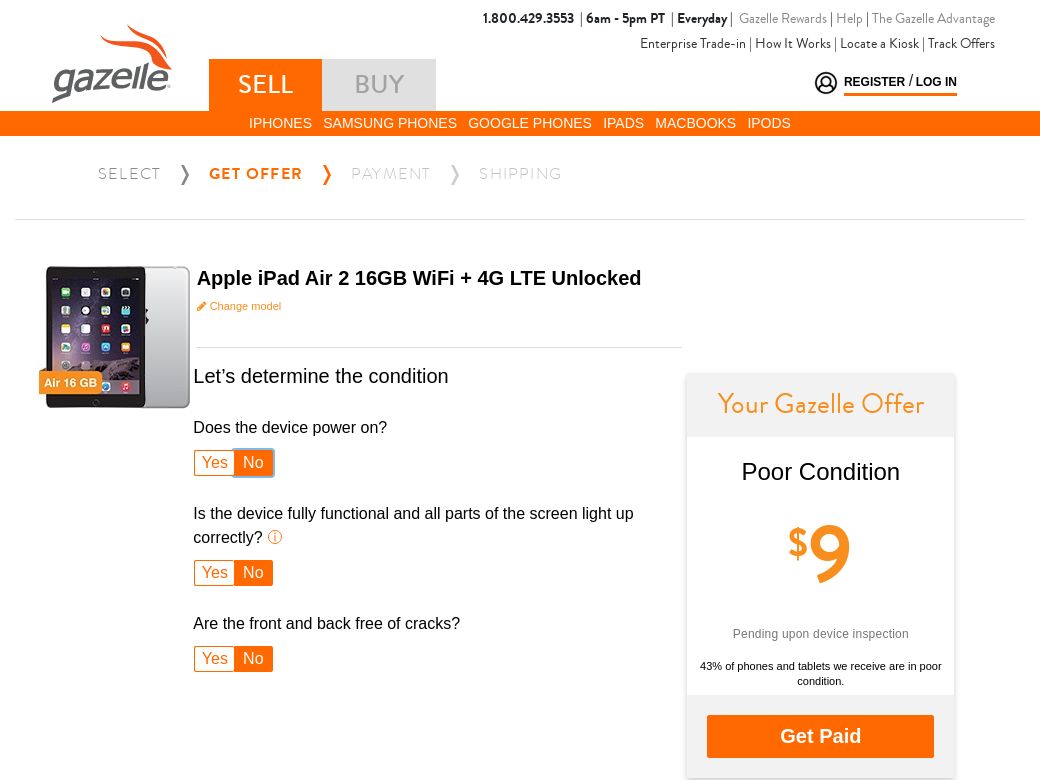 1.800.429.3553 | 6am - 5pm PT | Everyday | Gazelle Rewards | Help | The Gazelle Advantage
Enterprise Trade-in | How It Works | Locate a Kiosk | Track Offers
gazelle
SELL BUY
REGISTER / LOG IN
IPHONES SAMSUNG PHONES GOOGLE PHONES IPADS MACBOOKS IPODS
SELECT ❭ GET OFFER ❭ PAYMENT ❭ SHIPPING
Apple iPad Air 2 16GB WiFi + 4G LTE Unlocked
Change model
Air 16 GB
Let’s determine the condition
Does the device power on?
Yes No
Is the device fully functional and all parts of the screen light up
correctly? ⓘ
Yes No
Are the front and back free of cracks?
Yes No
Your Gazelle Offer
Poor Condition
$9
Pending upon device inspection
43% of phones and tablets we receive are in poor
condition.
Get Paid